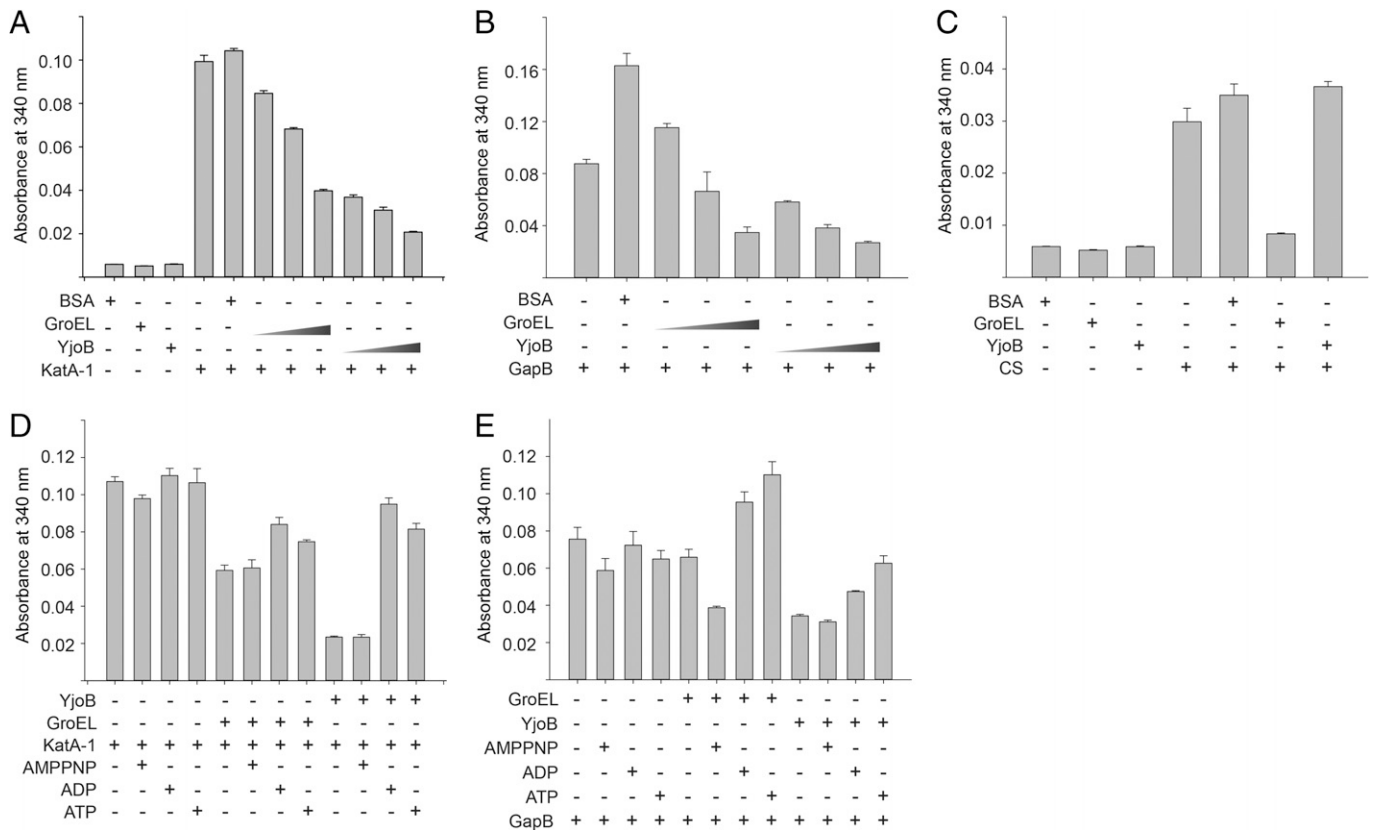 A
Absorbance at 340 nm
0.10
0.08
0.06
0.04
0.02
BSA + - - - + - - - - - -
GroEL - + - - - - - -
YjoB - - + - - - - -
KatA-1 - - - + + + + + + + +
B
Absorbance at 340 nm
0.16
0.12
0.08
0.04
BSA - + - - - - - -
GroEL - - - - -
YjoB - - - - -
GapB + + + + + + + +
C
Absorbance at 340 nm
0.04
0.03
0.01
BSA + - - - + - -
GroEL - + - - - + -
YjoB - - + - - - +
CS - - - + + + +
D
Absorbance at 340 nm
0.12
0.10
0.08
0.06
0.04
0.02
YjoB - - - - - - - - + + + +
GroEL - - - - + + + + - - - -
KatA-1 + + + + + + + + + + + +
AMPPNP - + - - - + - - - + - -
ADP - - + - - - + - - - + -
ATP - - - + - - - + - - - +
E
Absorbance at 340 nm
0.12
0.10
0.08
0.06
0.04
0.02
GroEL - - - - + + + + - - - -
YjoB - - - - - - - - + + + +
AMPPNP - + - - - + - - - + - -
ADP - - + - - - + - - - + -
ATP - - - + - - - + - - - +
GapB + + + + + + + + + + + +